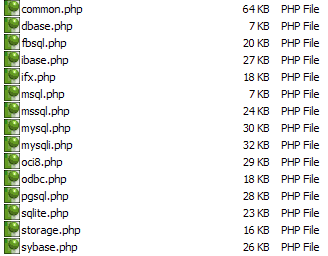 common.php 64 KB PHP File
dbase.php 7 KB PHP File
fbsql.php 20 KB PHP File
ibase.php 27 KB PHP File
ifx.php 18 KB PHP File
msql.php 7 KB PHP File
mssql.php 24 KB PHP File
mysql.php 30 KB PHP File
mysqli.php 32 KB PHP File
oci8.php 29 KB PHP File
odbc.php 18 KB PHP File
pgsql.php 28 KB PHP File
sqlite.php 23 KB PHP File
storage.php 16 KB PHP File
sybase.php 26 KB PHP File